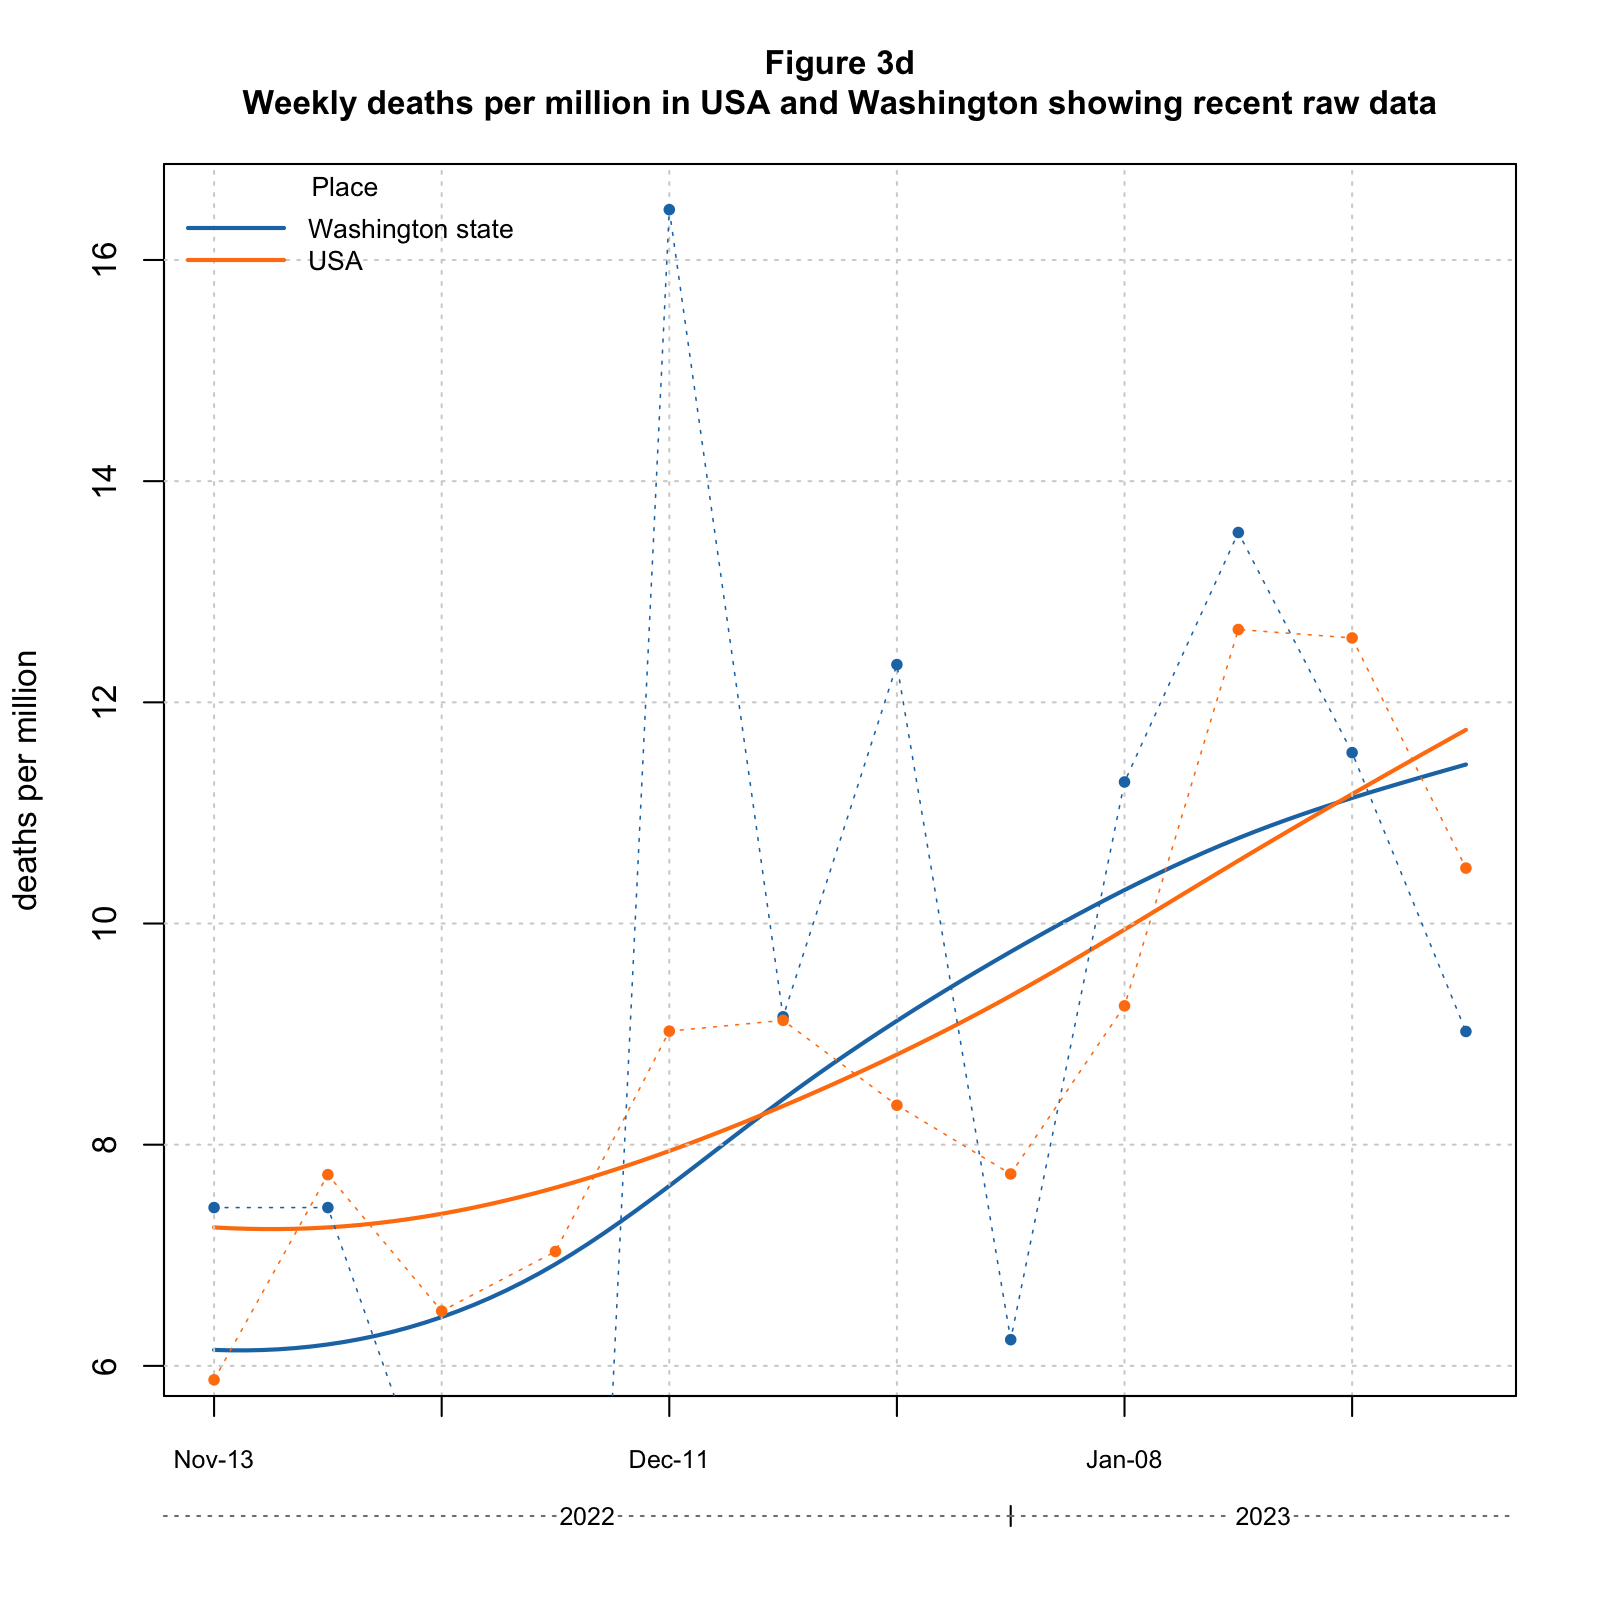 Figure 3d
Weekly deaths per million in USA and Washington showing recent raw data
Place
Washington state
USA
deaths per million
16
14
12
10
8
6
Nov-13 Dec-11 Jan-08
2022 2023